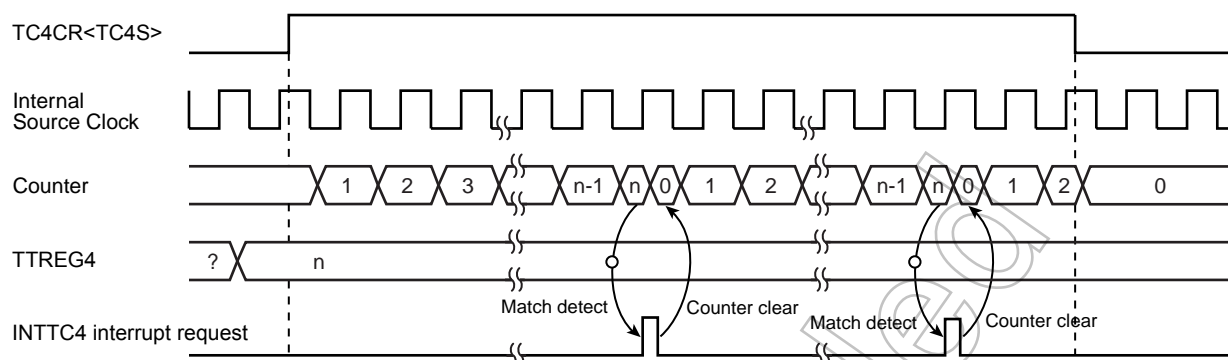 TC4CR<TC4S>
Internal
Source Clock
Counter 1 2 3 n-1 n 0 1 2 n-1 n 0 1 2 0
TTREG4 ? n
Match detect Counter clear Match detect Counter clear
INTTC4 interrupt request